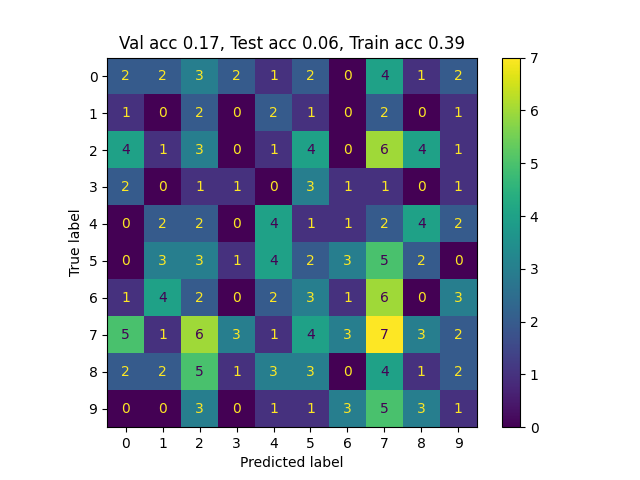 Val acc 0.17, Test acc 0.06, Train acc 0.39
0 2 2 3 2 1 2 0 4 1 2
1 1 0 2 0 2 1 0 2 0 1
2 4 1 3 0 1 4 0 6 4 1
3 2 0 1 1 0 3 1 1 0 1
4 0 2 2 0 4 1 1 2 4 2
5 0 3 3 1 4 2 3 5 2 0
6 1 4 2 0 2 3 1 6 0 3
7 5 1 6 3 1 4 3 7 3 2
8 2 2 5 1 3 3 0 4 1 2
9 0 0 3 0 1 1 3 5 3 1
0 1 2 3 4 5 6 7 8 9
Predicted label
True label
7
6
5
4
3
2
1
0